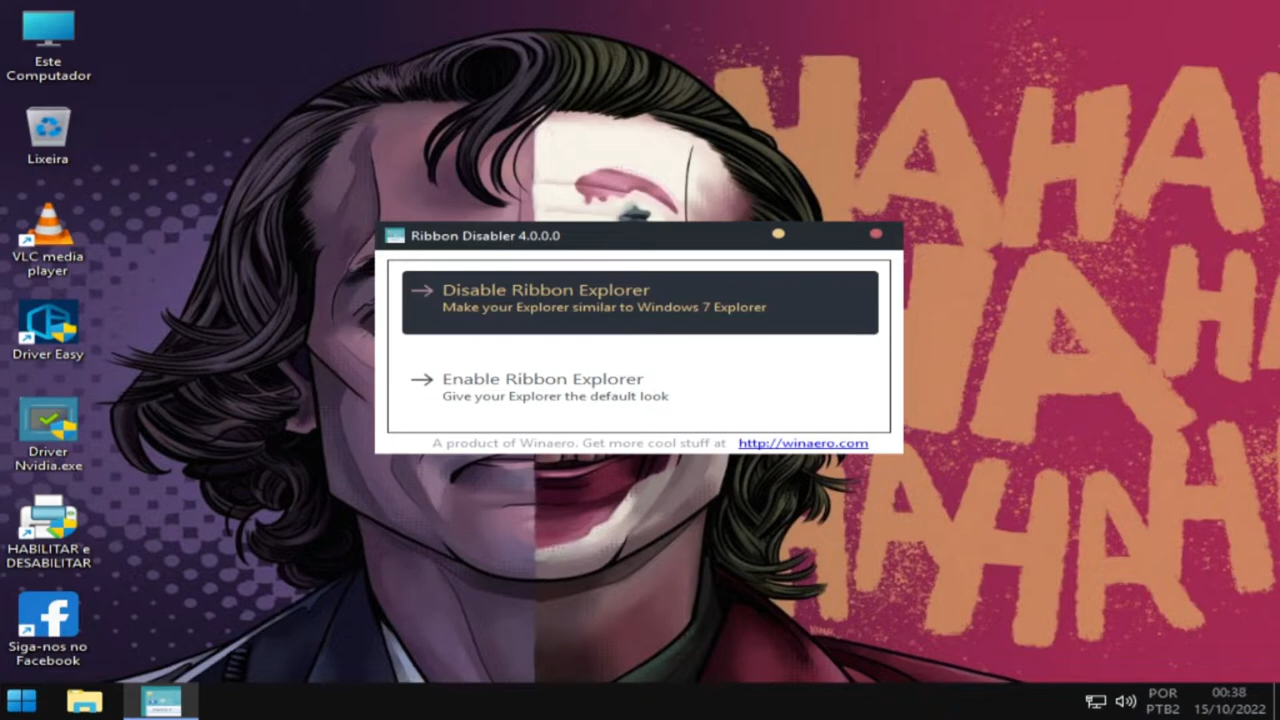 Este
Computador
Lixeira
VLC media
player
Driver Easy
Driver
Nvidia.exe
HABILITAR e
DESABILITAR
Siga-nos no
Facebook
Ribbon Disabler 4.0.0.0
Disable Ribbon Explorer
Make your Explorer similar to Windows 7 Explorer
Enable Ribbon Explorer
Give your Explorer the default look
A product of Winaero. Get more cool stuff at http://winaero.com
HAHA
HAH
HAHAH
POR
PTB2
00:38
15/10/2022